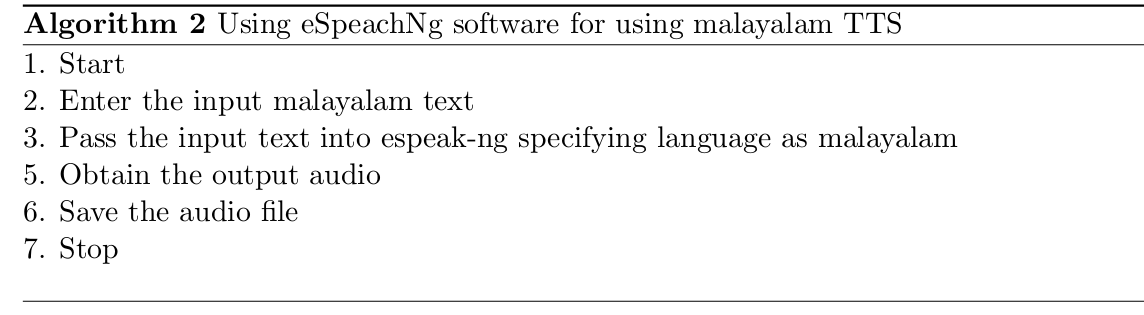 Algorithm 2 Using eSpeachNg software for using malayalam TTS
1. Start
2. Enter the input malayalam text
3. Pass the input text into espeak-ng specifying language as malayalam
5. Obtain the output audio
6. Save the audio file
7. Stop